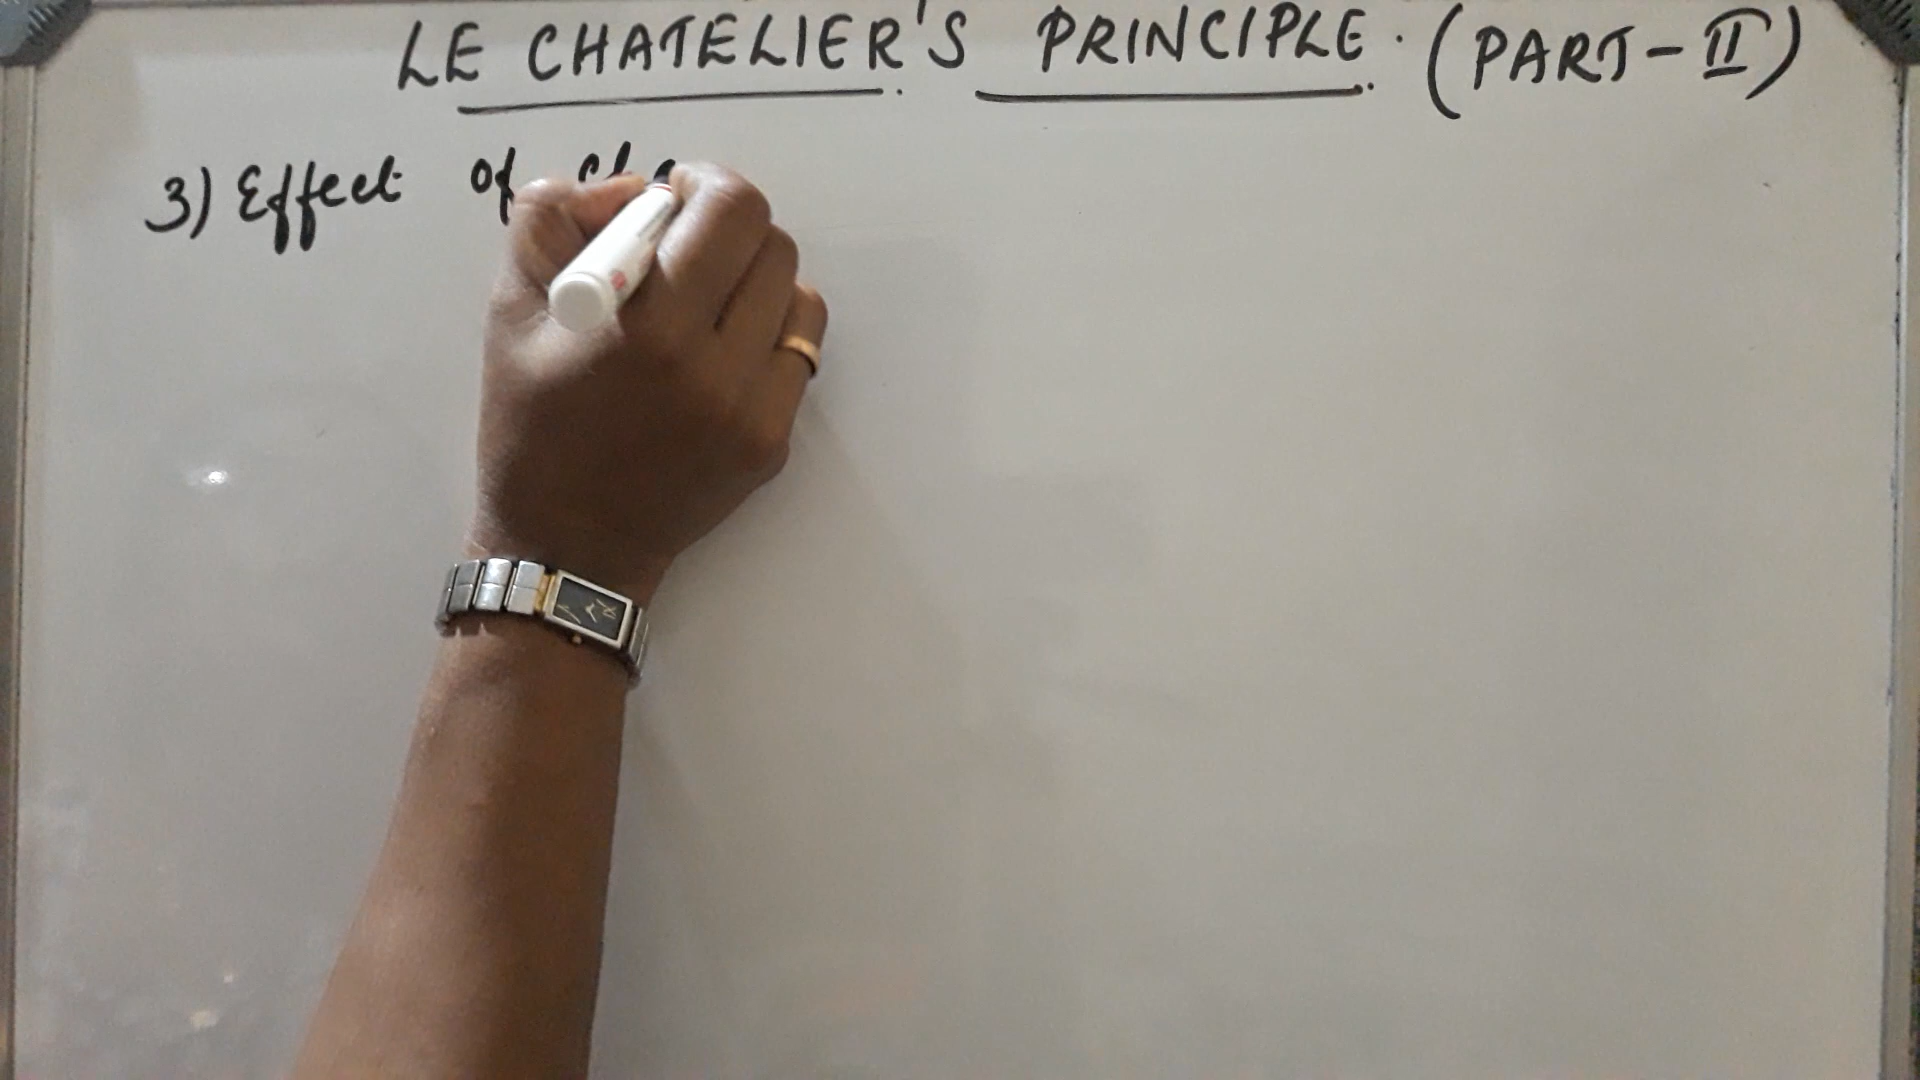 LE CHATELIER'S PRINCIPLE. (PART-II)
3) Effect of